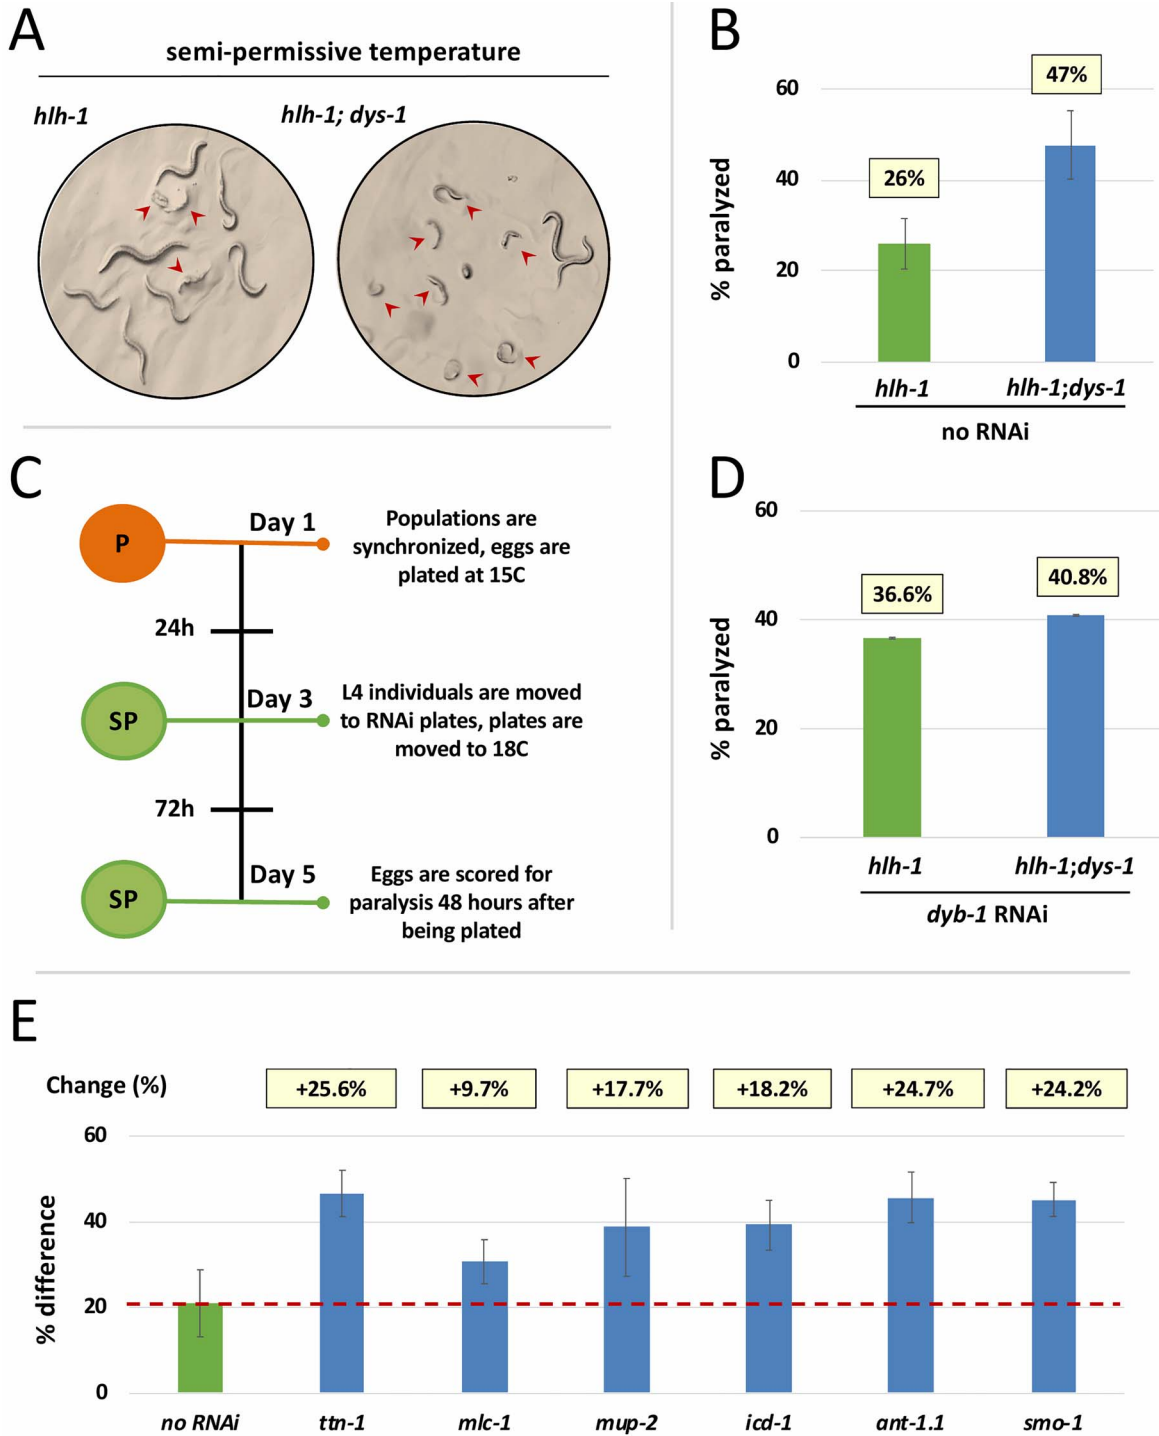 A
semi-permissive temperature
hlh-1
hlh-1; dys-1
B
60
40
20
0
% paralyzed
26%
47%
hlh-1
hlh-1;dys-1
no RNAi
C
P
Day 1
Populations are
synchronized, eggs are
plated at 15C
24h
SP
Day 3
L4 individuals are moved
to RNAi plates, plates are
moved to 18C
72h
SP
Day 5
Eggs are scored for
paralysis 48 hours after
being plated
D
60
40
20
0
% paralyzed
36.6%
40.8%
hlh-1
hlh-1;dys-1
dyb-1 RNAi
E
Change (%)
+25.6%
+9.7%
+17.7%
+18.2%
+24.7%
+24.2%
60
40
20
0
% difference
no RNAi
ttn-1
mlc-1
mup-2
icd-1
ant-1.1
smo-1